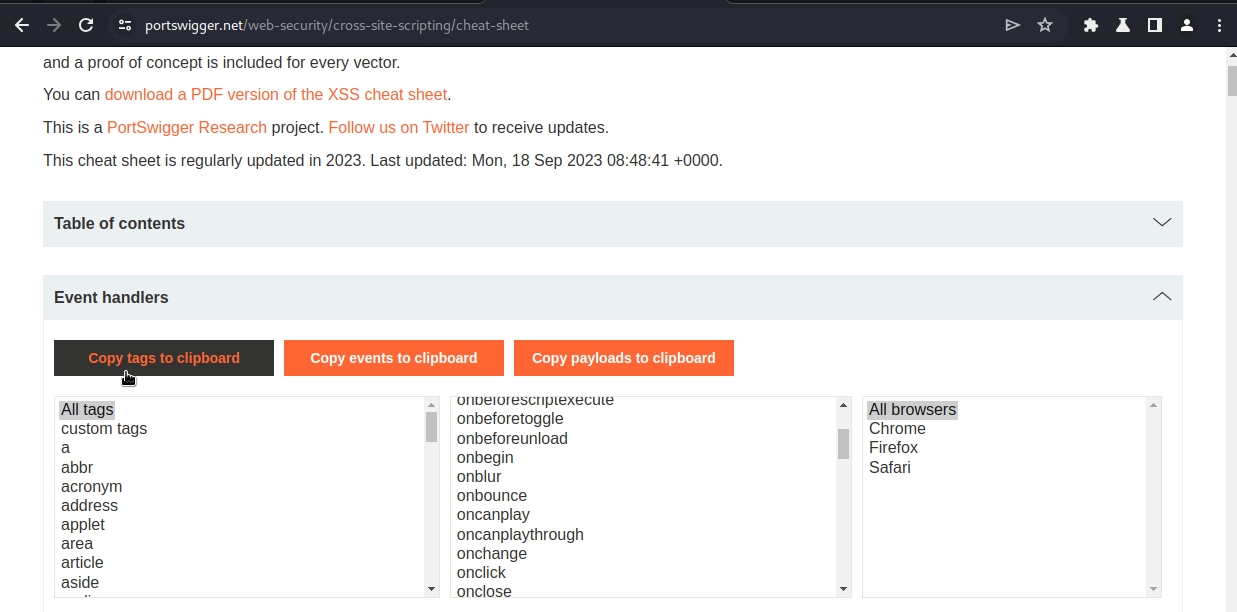 portswigger.net/web-security/cross-site-scripting/cheat-sheet
and a proof of concept is included for every vector.
You can download a PDF version of the XSS cheat sheet.
This is a PortSwigger Research project. Follow us on Twitter to receive updates.
This cheat sheet is regularly updated in 2023. Last updated: Mon, 18 Sep 2023 08:48:41 +0000.
Table of contents
Event handlers
Copy tags to clipboard
Copy events to clipboard
Copy payloads to clipboard
All tags
custom tags
a
abbr
acronym
address
applet
area
article
aside
onbeforescriptexecute
onbeforetoggle
onbeforeunload
onbegin
onblur
onbounce
oncanplay
oncanplaythrough
onchange
onclick
onclose
All browsers
Chrome
Firefox
Safari